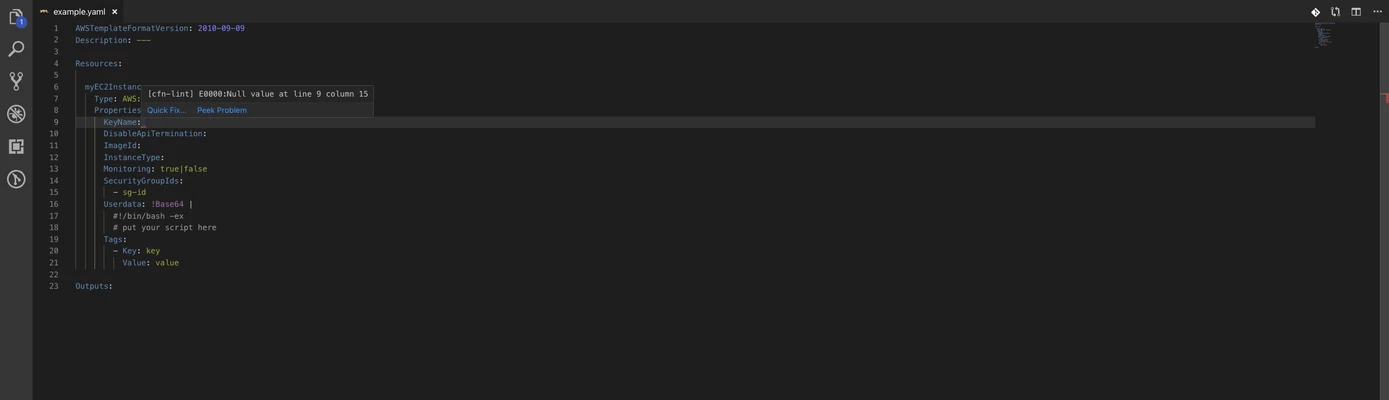 1
example.yaml ×
1 AWSTemplateFormatVersion: 2010-09-09
2 Description: ---
3
4 Resources:
5
6 myEC2Instanc
7 Type: AWS:
8 Properties
[cfn-lint] E0000:Null value at line 9 column 15
Quick Fix... Peek Problem
9 KeyName:
10 DisableApiTermination:
11 ImageId:
12 InstanceType:
13 Monitoring: true|false
14 SecurityGroupIds:
15 - sg-id
16 Userdata: !Base64 |
17 #!/bin/bash -ex
18 # put your script here
19 Tags:
20 - Key: key
21 Value: value
22
23 Outputs: